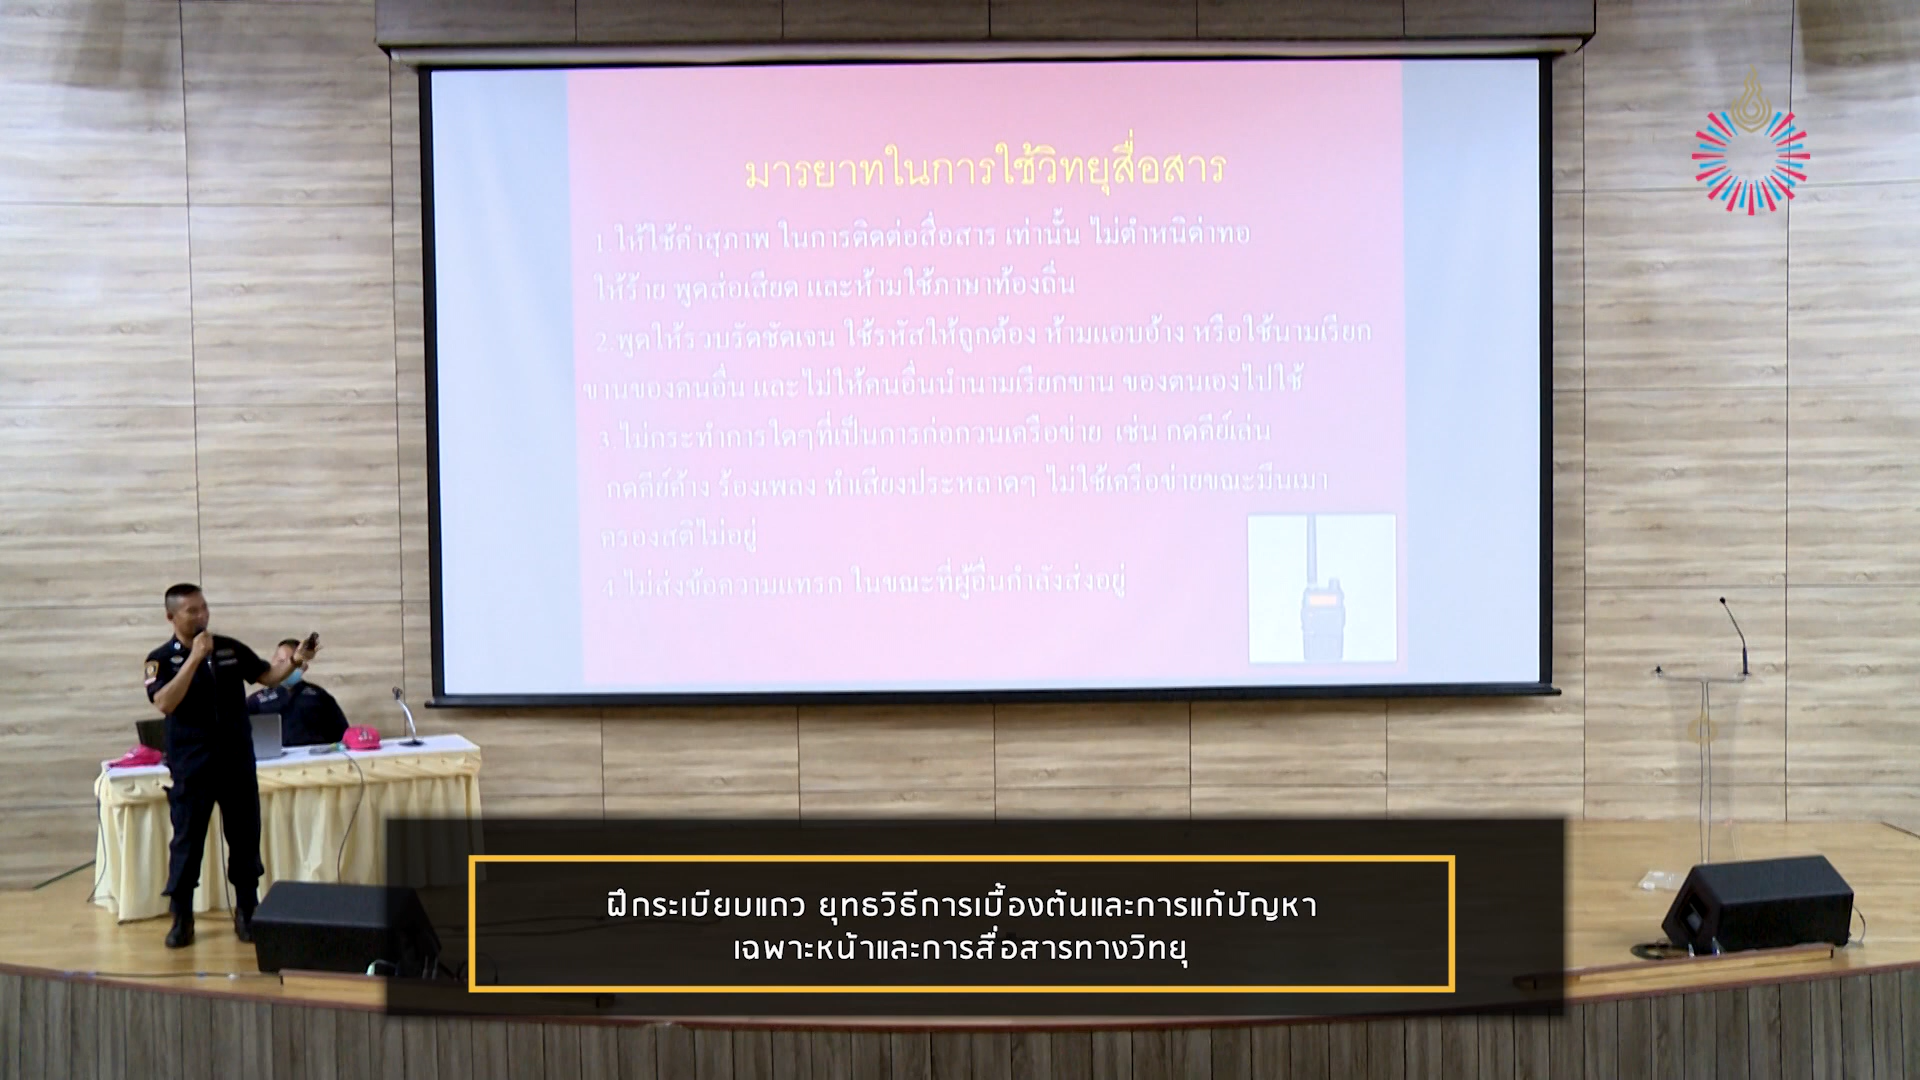 มารยาทในการใช้วิทยุสื่อสาร
1.ให้ใช้คำสุภาพ ในการติดต่อสื่อสาร เท่านั้น ไม่ตำหนิด่าทอ
ให้ร้าย พูดส่อเสียด และห้ามใช้ภาษาท้องถิ่น
2.พูดให้รวบรัดชัดเจน ใช้รหัสให้ถูกต้อง ห้ามแอบอ้าง หรือใช้นามเรียก
ขานของคนอื่น และไม่ให้คนอื่นนำนามเรียกขาน ของตนเองไปใช้
3.ไม่กระทำการใดๆที่เป็นการก่อกวนเครือข่าย เช่น กดคีย์เล่น
กดคีย์ค้าง ร้องเพลง ทำเสียงประหลาดๆ ไม่ใช้เครือข่ายขณะมึนเมา
ครองสติไม่อยู่
4.ไม่ส่งข้อความแทรก ในขณะที่ผู้อื่นกำลังส่งอยู่
ฝึกระเบียบแถว ยุทธวิธีการเบื้องต้นและการแก้ปัญหา
เฉพาะหน้าและการสื่อสารทางวิทยุ